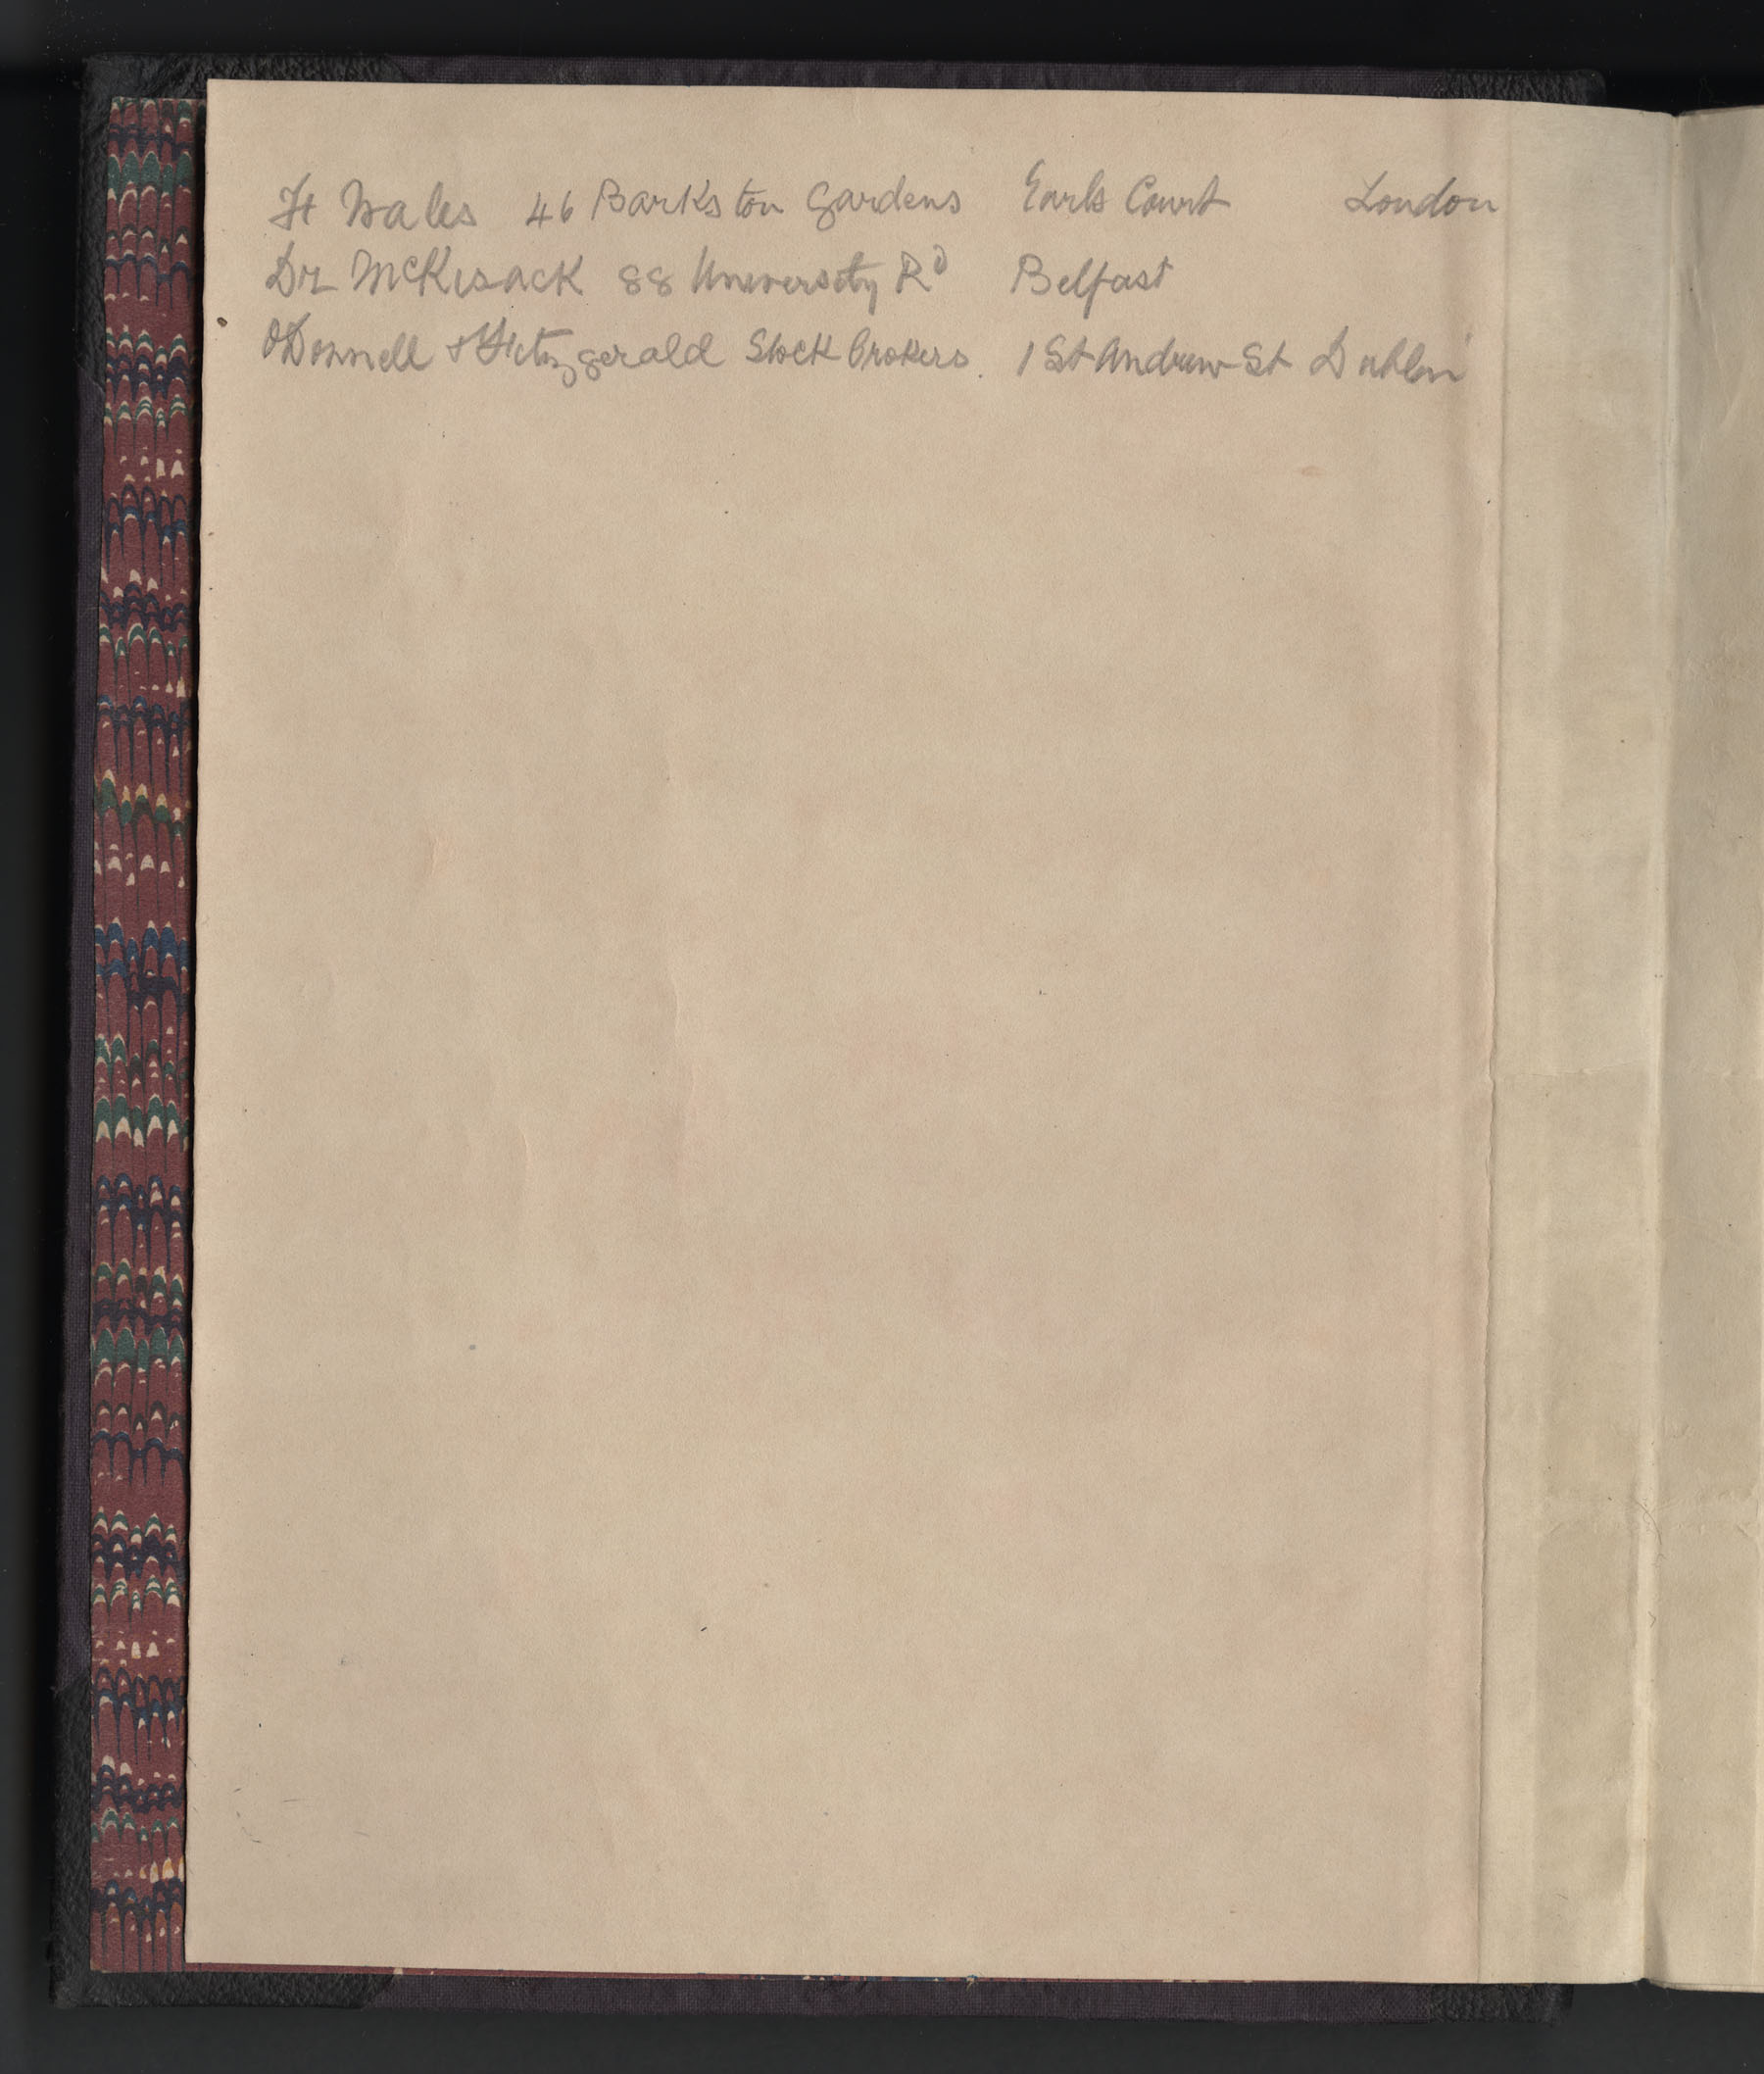 H Wales 46 Barkston Gardens Earls Court London
Dr McKisack 88 University Rd Belfast
O'Donnell & Fitzgerald Stock brokers. 1 St Andrew St Dublin